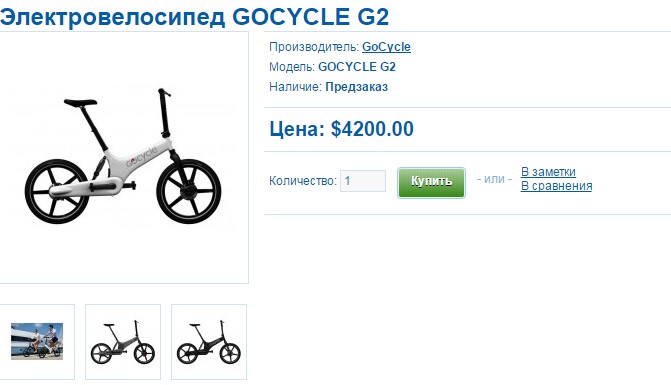 Электровелосипед GOCYCLE G2
Производитель: GoCycle
Модель: GOCYCLE G2
Наличие: Предзаказ
gocycle
Цена: $4200.00
Количество: 1 Купить - или - В заметки
В сравнения